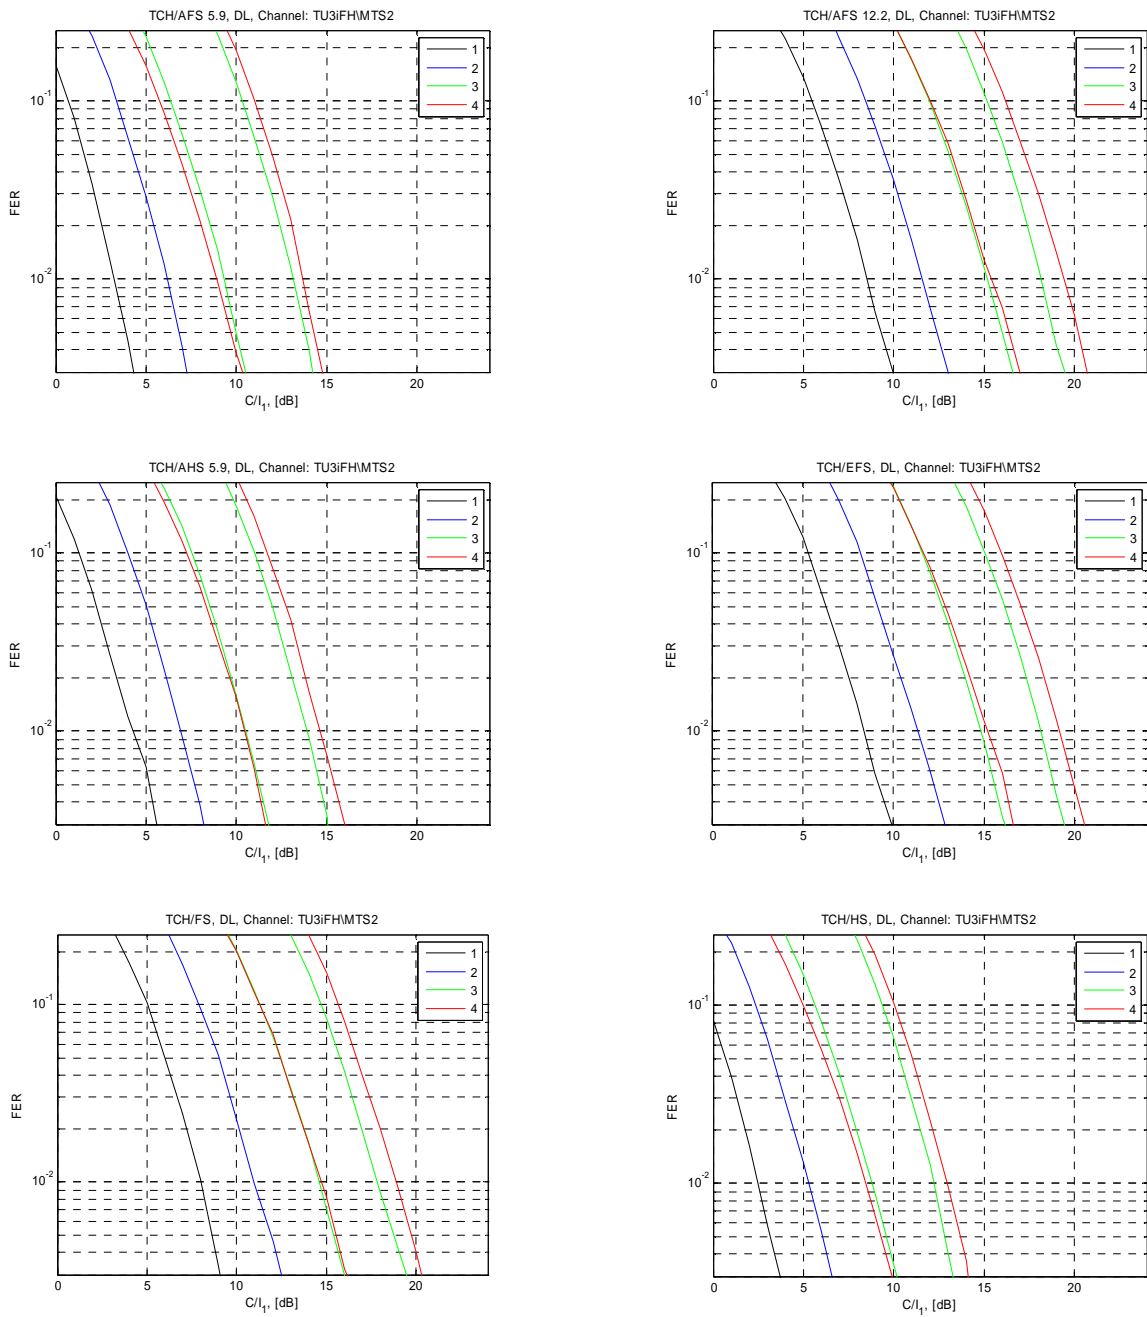 TCH/AFS 5.9, DL, Channel: TU3iFH\MTS2
1
2
3
4
10-1
10-2
FER
0 5 10 15 20
C/I1, [dB]
TCH/AFS 12.2, DL, Channel: TU3iFH\MTS2
1
2
3
4
10-1
10-2
FER
0 5 10 15 20
C/I1, [dB]
TCH/AHS 5.9, DL, Channel: TU3iFH\MTS2
1
2
3
4
10-1
10-2
FER
0 5 10 15 20
C/I1, [dB]
TCH/EFS, DL, Channel: TU3iFH\MTS2
1
2
3
4
10-1
10-2
FER
0 5 10 15 20
C/I1, [dB]
TCH/FS, DL, Channel: TU3iFH\MTS2
1
2
3
4
10-1
10-2
FER
0 5 10 15 20
C/I1, [dB]
TCH/HS, DL, Channel: TU3iFH\MTS2
1
2
3
4
10-1
10-2
FER
0 5 10 15 20
C/I1, [dB]